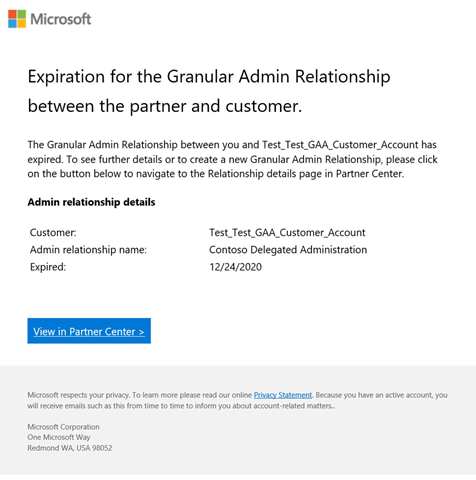 Microsoft
Expiration for the Granular Admin Relationship
between the partner and customer.
The Granular Admin Relationship between you and Test_Test_GAA_Customer_Account has
expired. To see further details or to create a new Granular Admin Relationship, please click
on the button below to navigate to the Relationship details page in Partner Center.
Admin relationship details
Customer: Test_Test_GAA_Customer_Account
Admin relationship name: Contoso Delegated Administration
Expired: 12/24/2020
View in Partner Center >
Microsoft respects your privacy. To learn more please read our online Privacy Statement. Because you have an active account, you
will receive emails such as this from time to time to inform you about account-related matters..
Microsoft Corporation
One Microsoft Way
Redmond WA, USA 98052